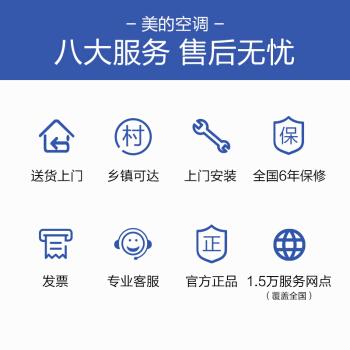 – 美的空调 –
八大服务 售后无忧
村
保
送货上门 乡镇可达 上门安装 全国6年保修
正
发票 专业客服 官方正品 1.5万服务网点
（覆盖全国）